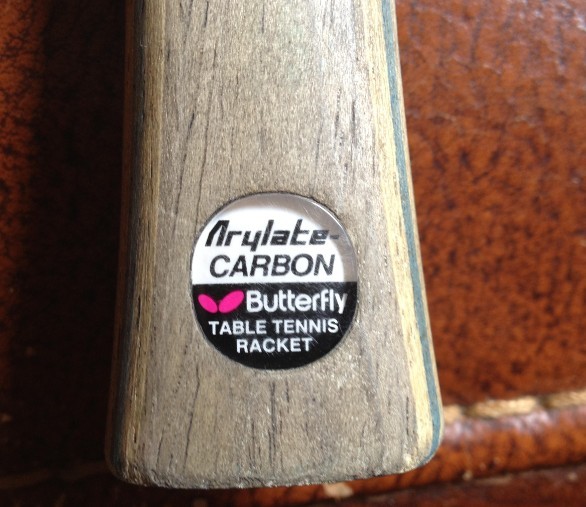 Arylate-
CARBON
Butterfly
TABLE TENNIS
RACKET